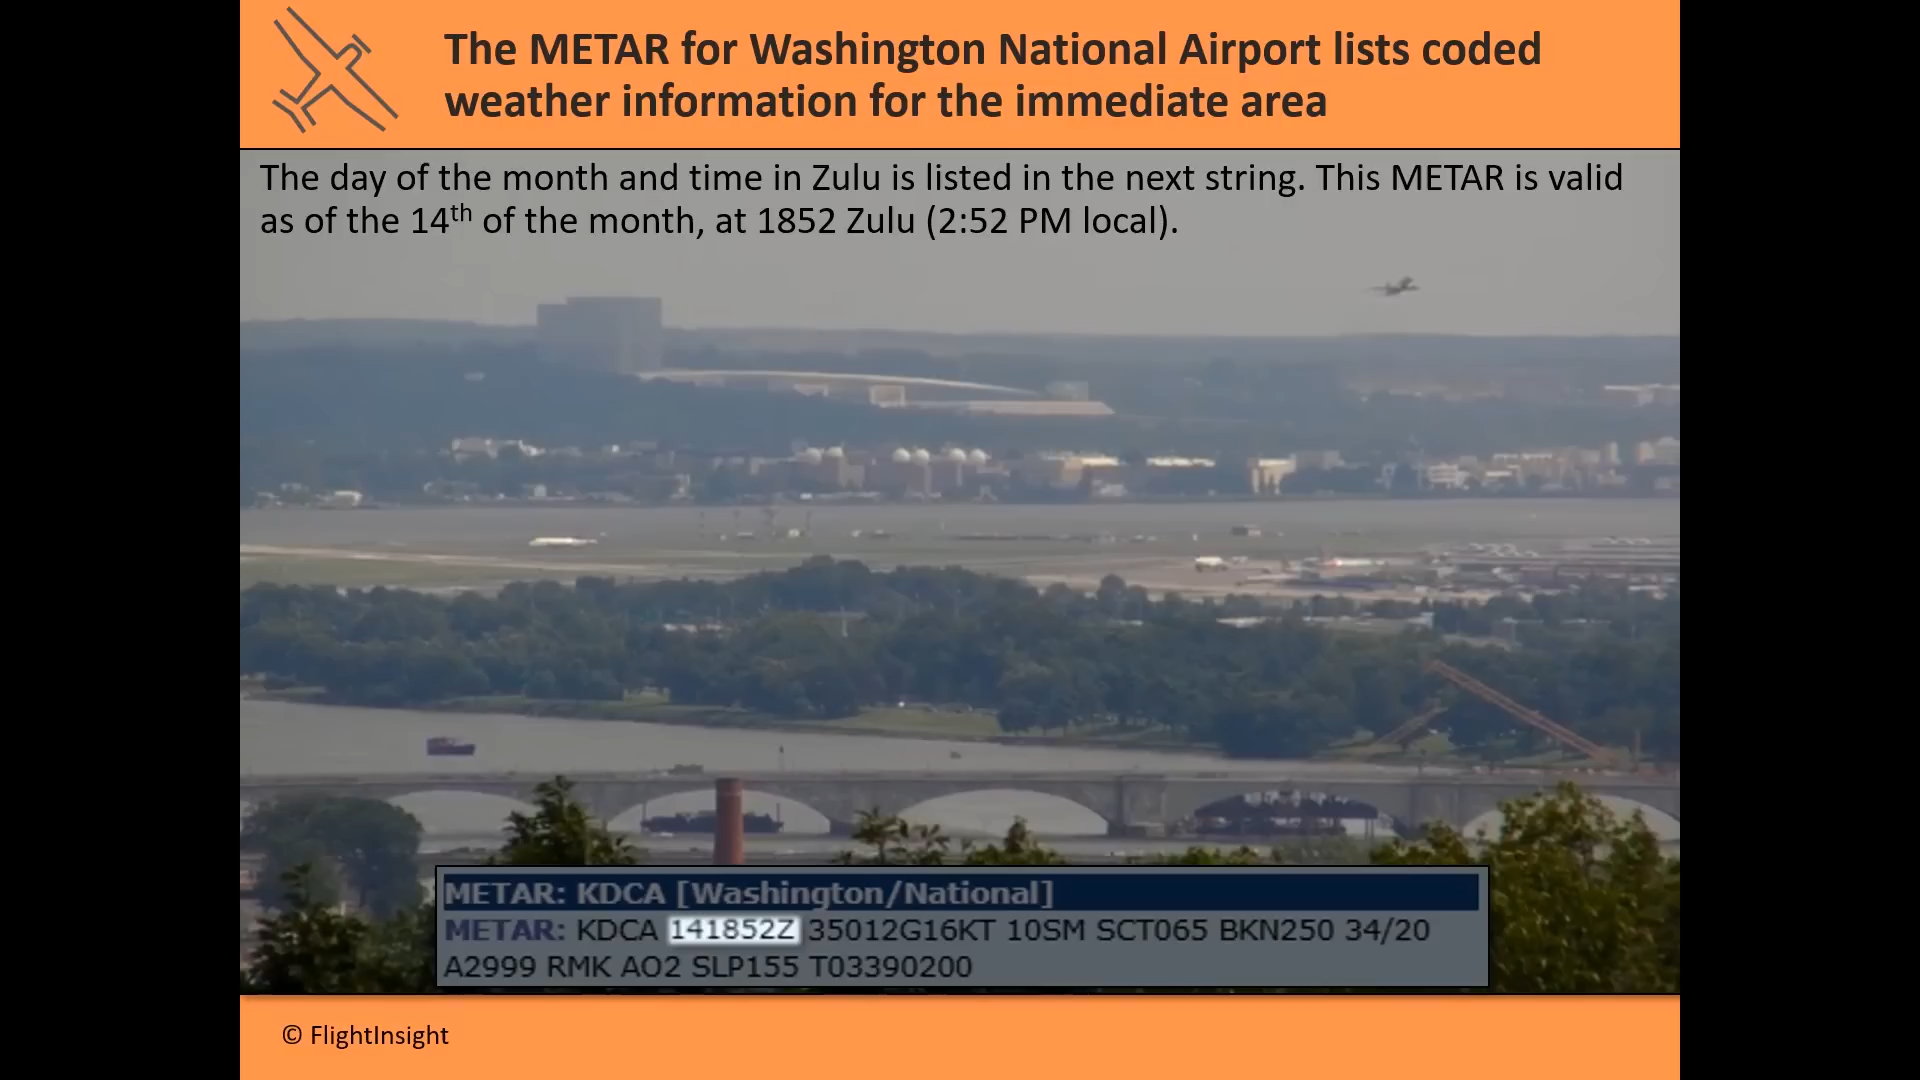 The METAR for Washington National Airport lists coded
weather information for the immediate area
The day of the month and time in Zulu is listed in the next string. This METAR is valid
as of the 14th of the month, at 1852 Zulu (2:52 PM local).
METAR: KDCA [Washington/National]
METAR: KDCA 141852Z 35012G16KT 10SM SCT065 BKN250 34/20
A2999 RMK AO2 SLP155 T03390200
© FlightInsight